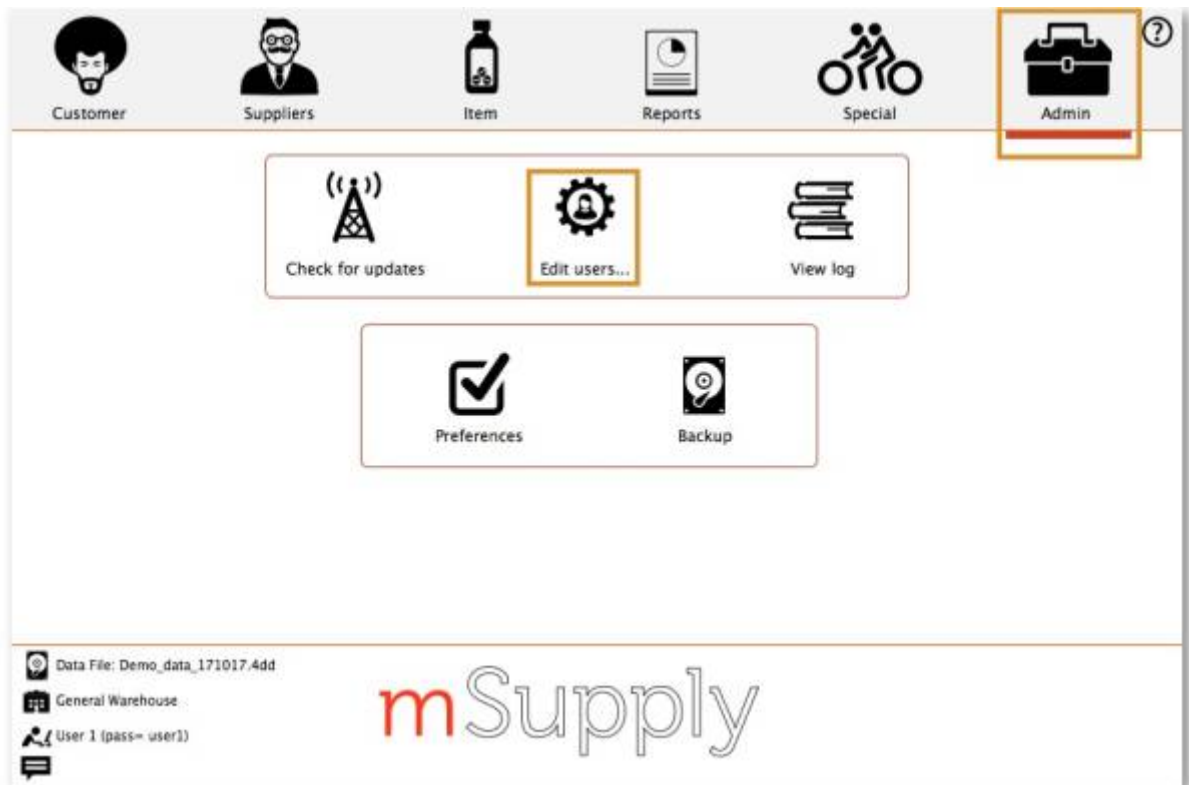 ?
Customer
Suppliers
Item
Reports
Special
Admin
Check for updates
Edit users...
View log
Preferences
Backup
Data File: Demo_data_171017.4dd
General Warehouse
User 1 (pass= user1)
mSupply